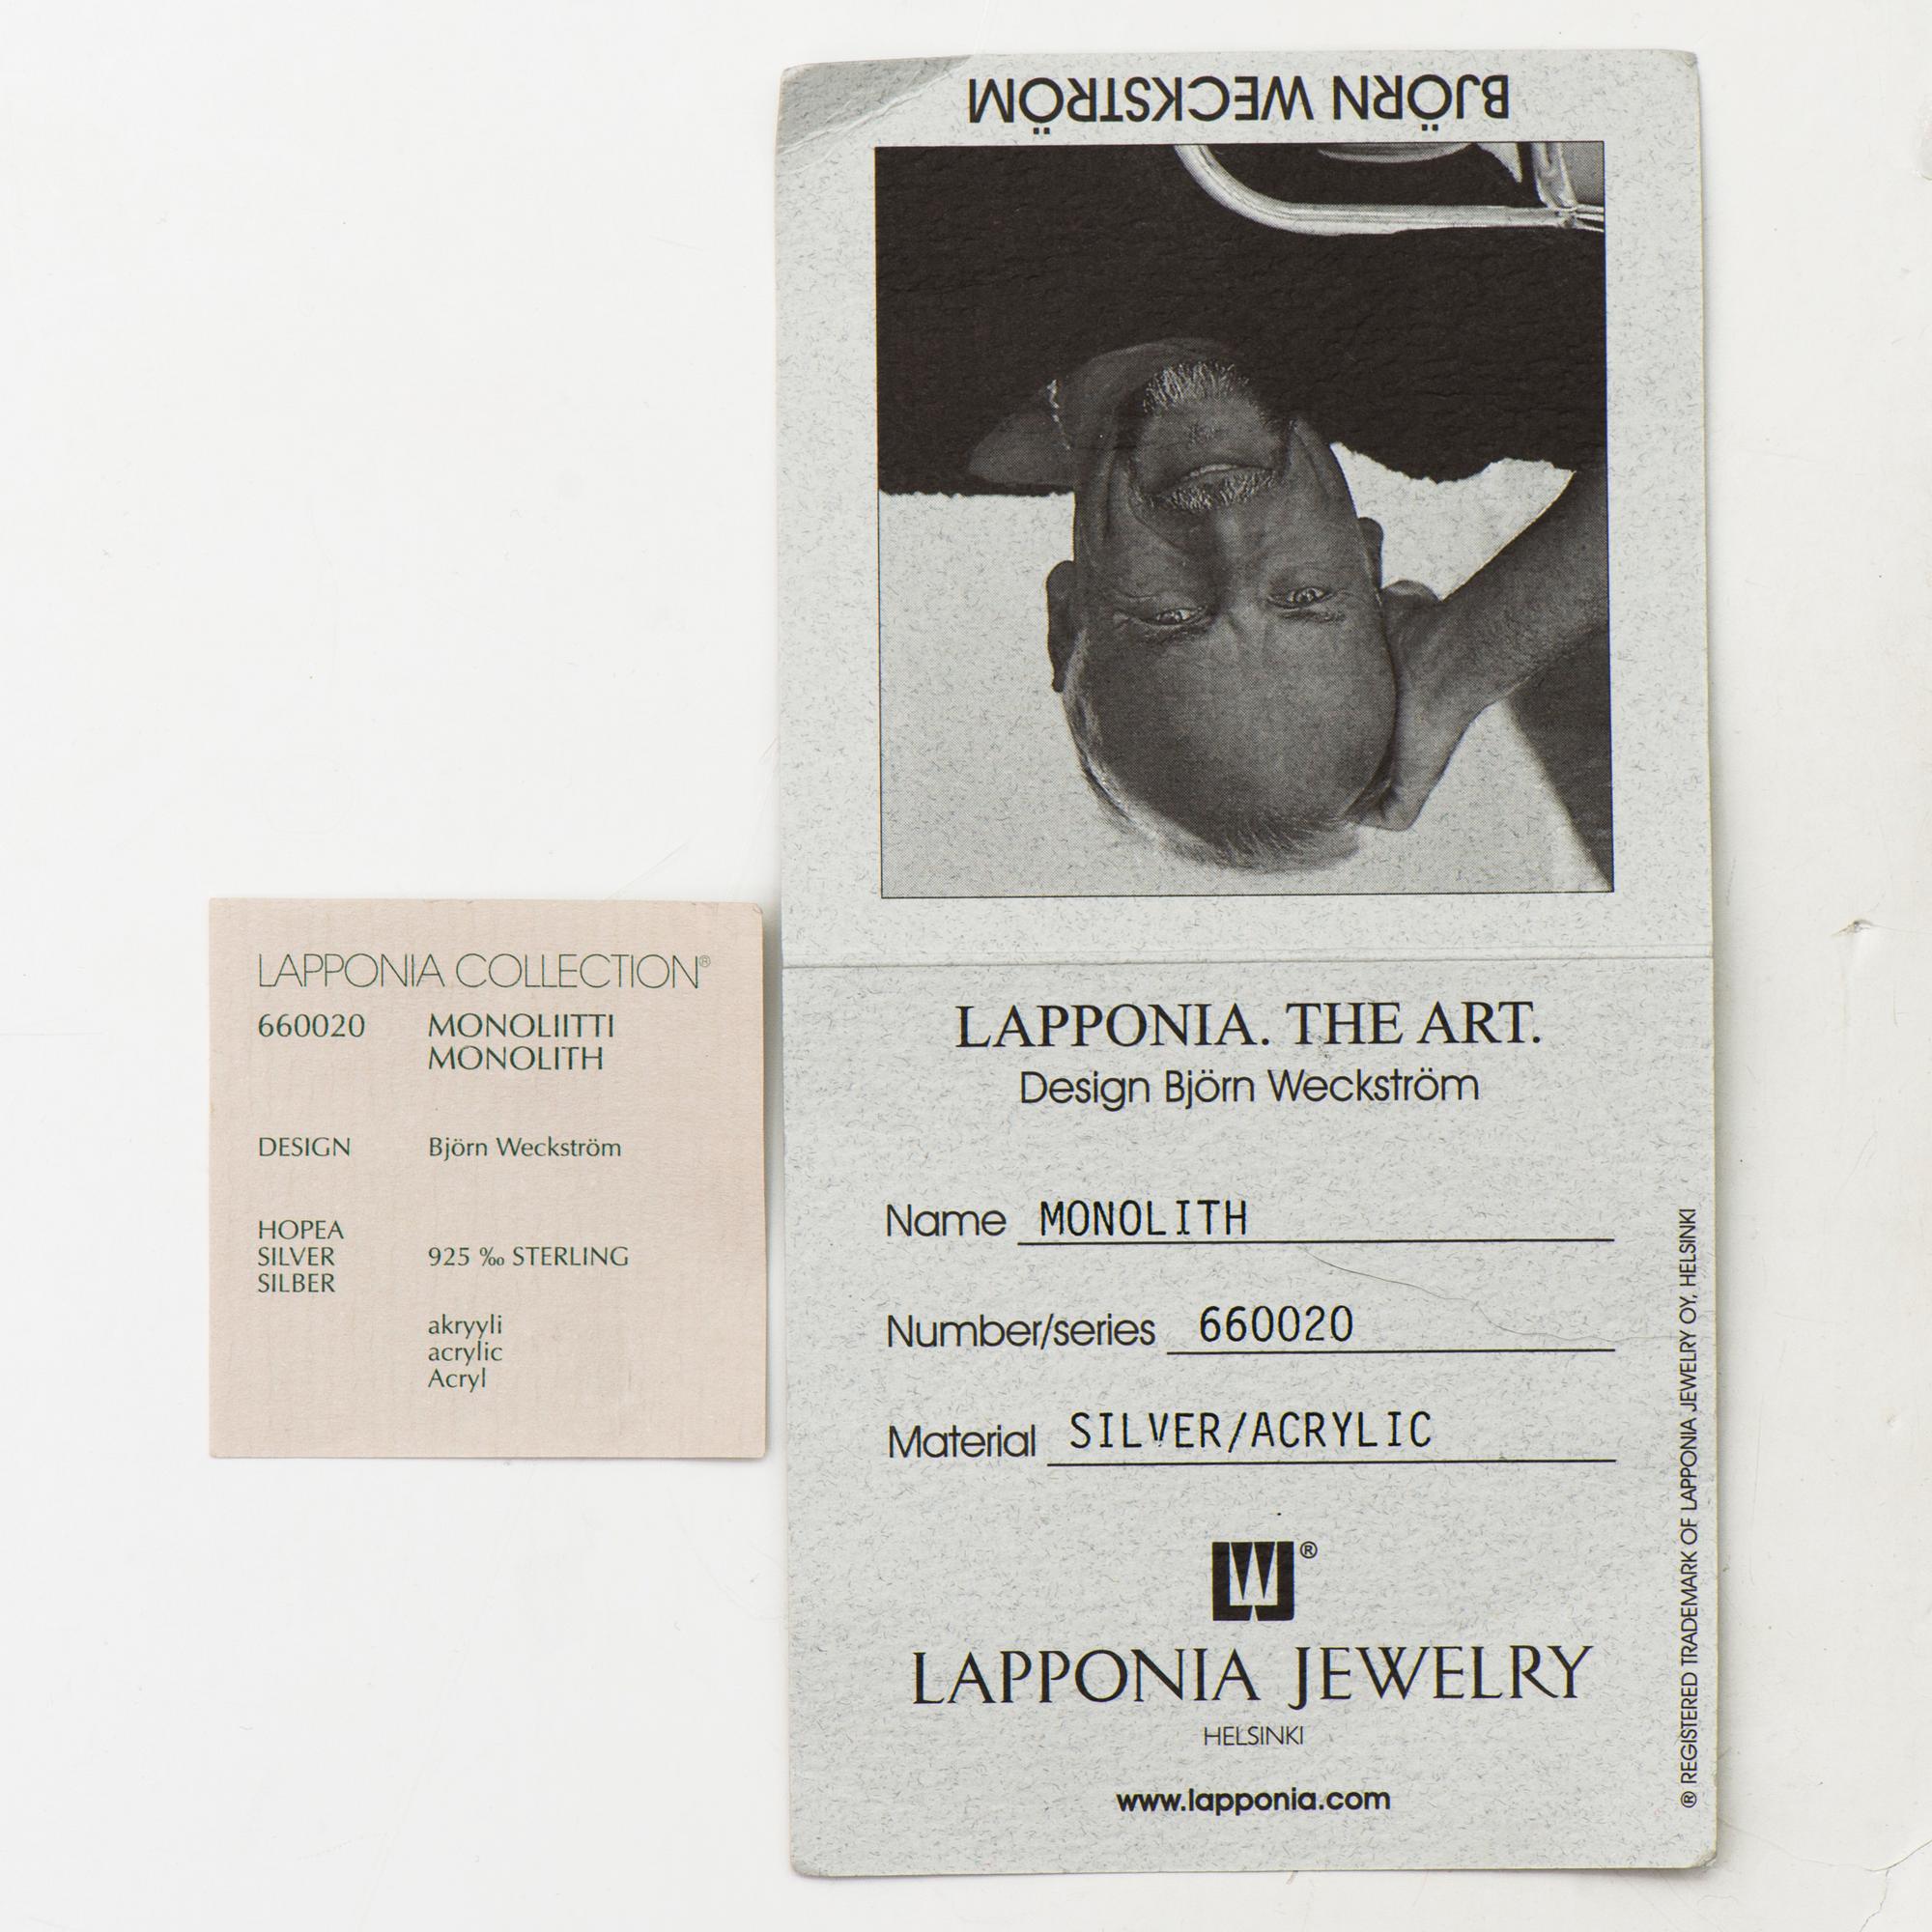 LAPPONIA COLLECTION®
660020 MONOLIITTI
MONOLITH
DESIGN Björn Weckström
HOPEA
SILVER 925 ‰ STERLING
SILBER
akryyli
acrylic
Acryl
BJÖRN WECKSTRÖM
LAPPONIA. THE ART.
Design Björn Weckström
Name MONOLITH
Number/series 660020
Material SILVER/ACRYLIC
®
LAPPONIA JEWELRY
HELSINKI
www.lapponia.com
® REGISTERED TRADEMARK OF LAPPONIA JEWELRY OY, HELSINKI